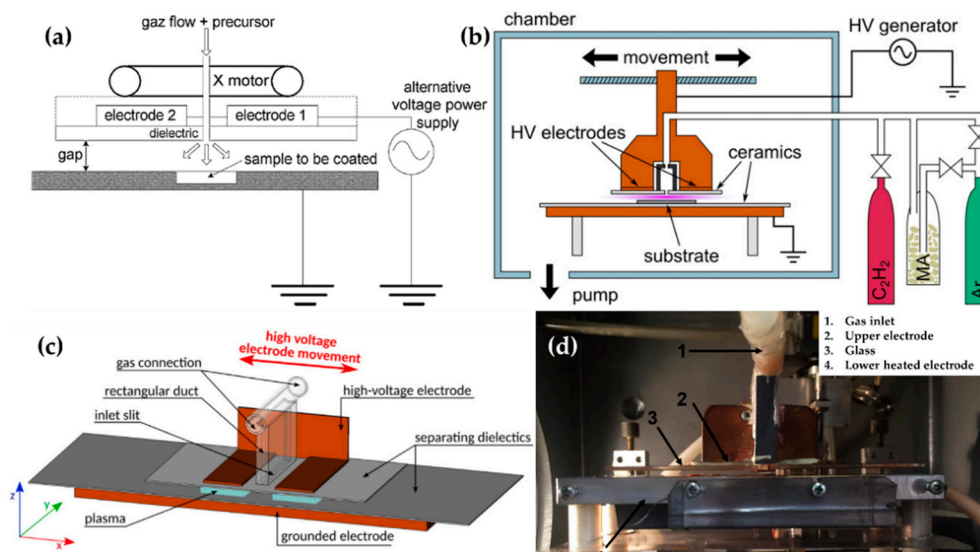 (a)
gaz flow + precursor
X motor
electrode 2
electrode 1
dielectric
gap
sample to be coated
alternative
voltage power
supply
(b)
chamber
HV generator
movement
HV electrodes
ceramics
substrate
pump
C₂H₂
MA
Ar
(c)
high voltage
electrode movement
gas connection
rectangular duct
inlet slit
high-voltage electrode
separating dielectrics
plasma
grounded electrode
z
y
x
(d)
1. Gas inlet
2. Upper electrode
3. Glass
4. Lower heated electrode
1
2
3